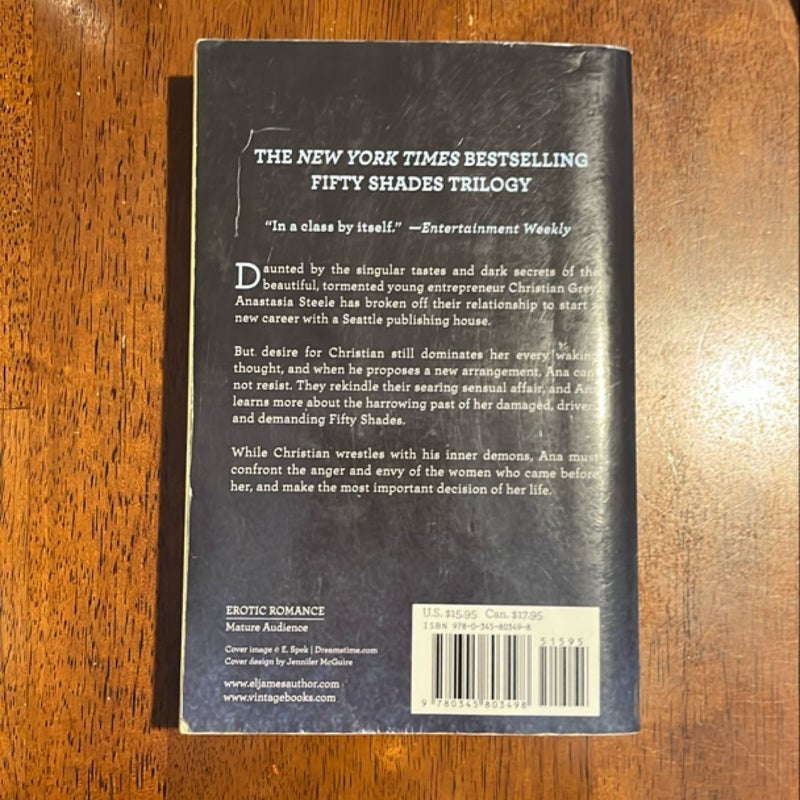 THE NEW YORK TIMES BESTSELLING
FIFTY SHADES TRILOGY
“In a class by itself.” —Entertainment Weekly
Daunted by the singular tastes and dark secrets of the
beautiful, tormented young entrepreneur Christian Grey,
Anastasia Steele has broken off their relationship to start a
new career with a Seattle publishing house.
But desire for Christian still dominates her every waking
thought, and when he proposes a new arrangement, Ana can
not resist. They rekindle their searing sensual affair, and Ana
learns more about the harrowing past of her damaged, driven
and demanding Fifty Shades.
While Christian wrestles with his inner demons, Ana must
confront the anger and envy of the women who came before
her, and make the most important decision of her life.
EROTIC ROMANCE
Mature Audience
Cover image © E. Spek | Dreamstime.com
Cover design by Jennifer McGuire
www.eljamesauthor.com
www.vintagebooks.com
U.S. $15.95 Can. $17.95
ISBN 978-0-345-80349-8
51595
9 780345 803498